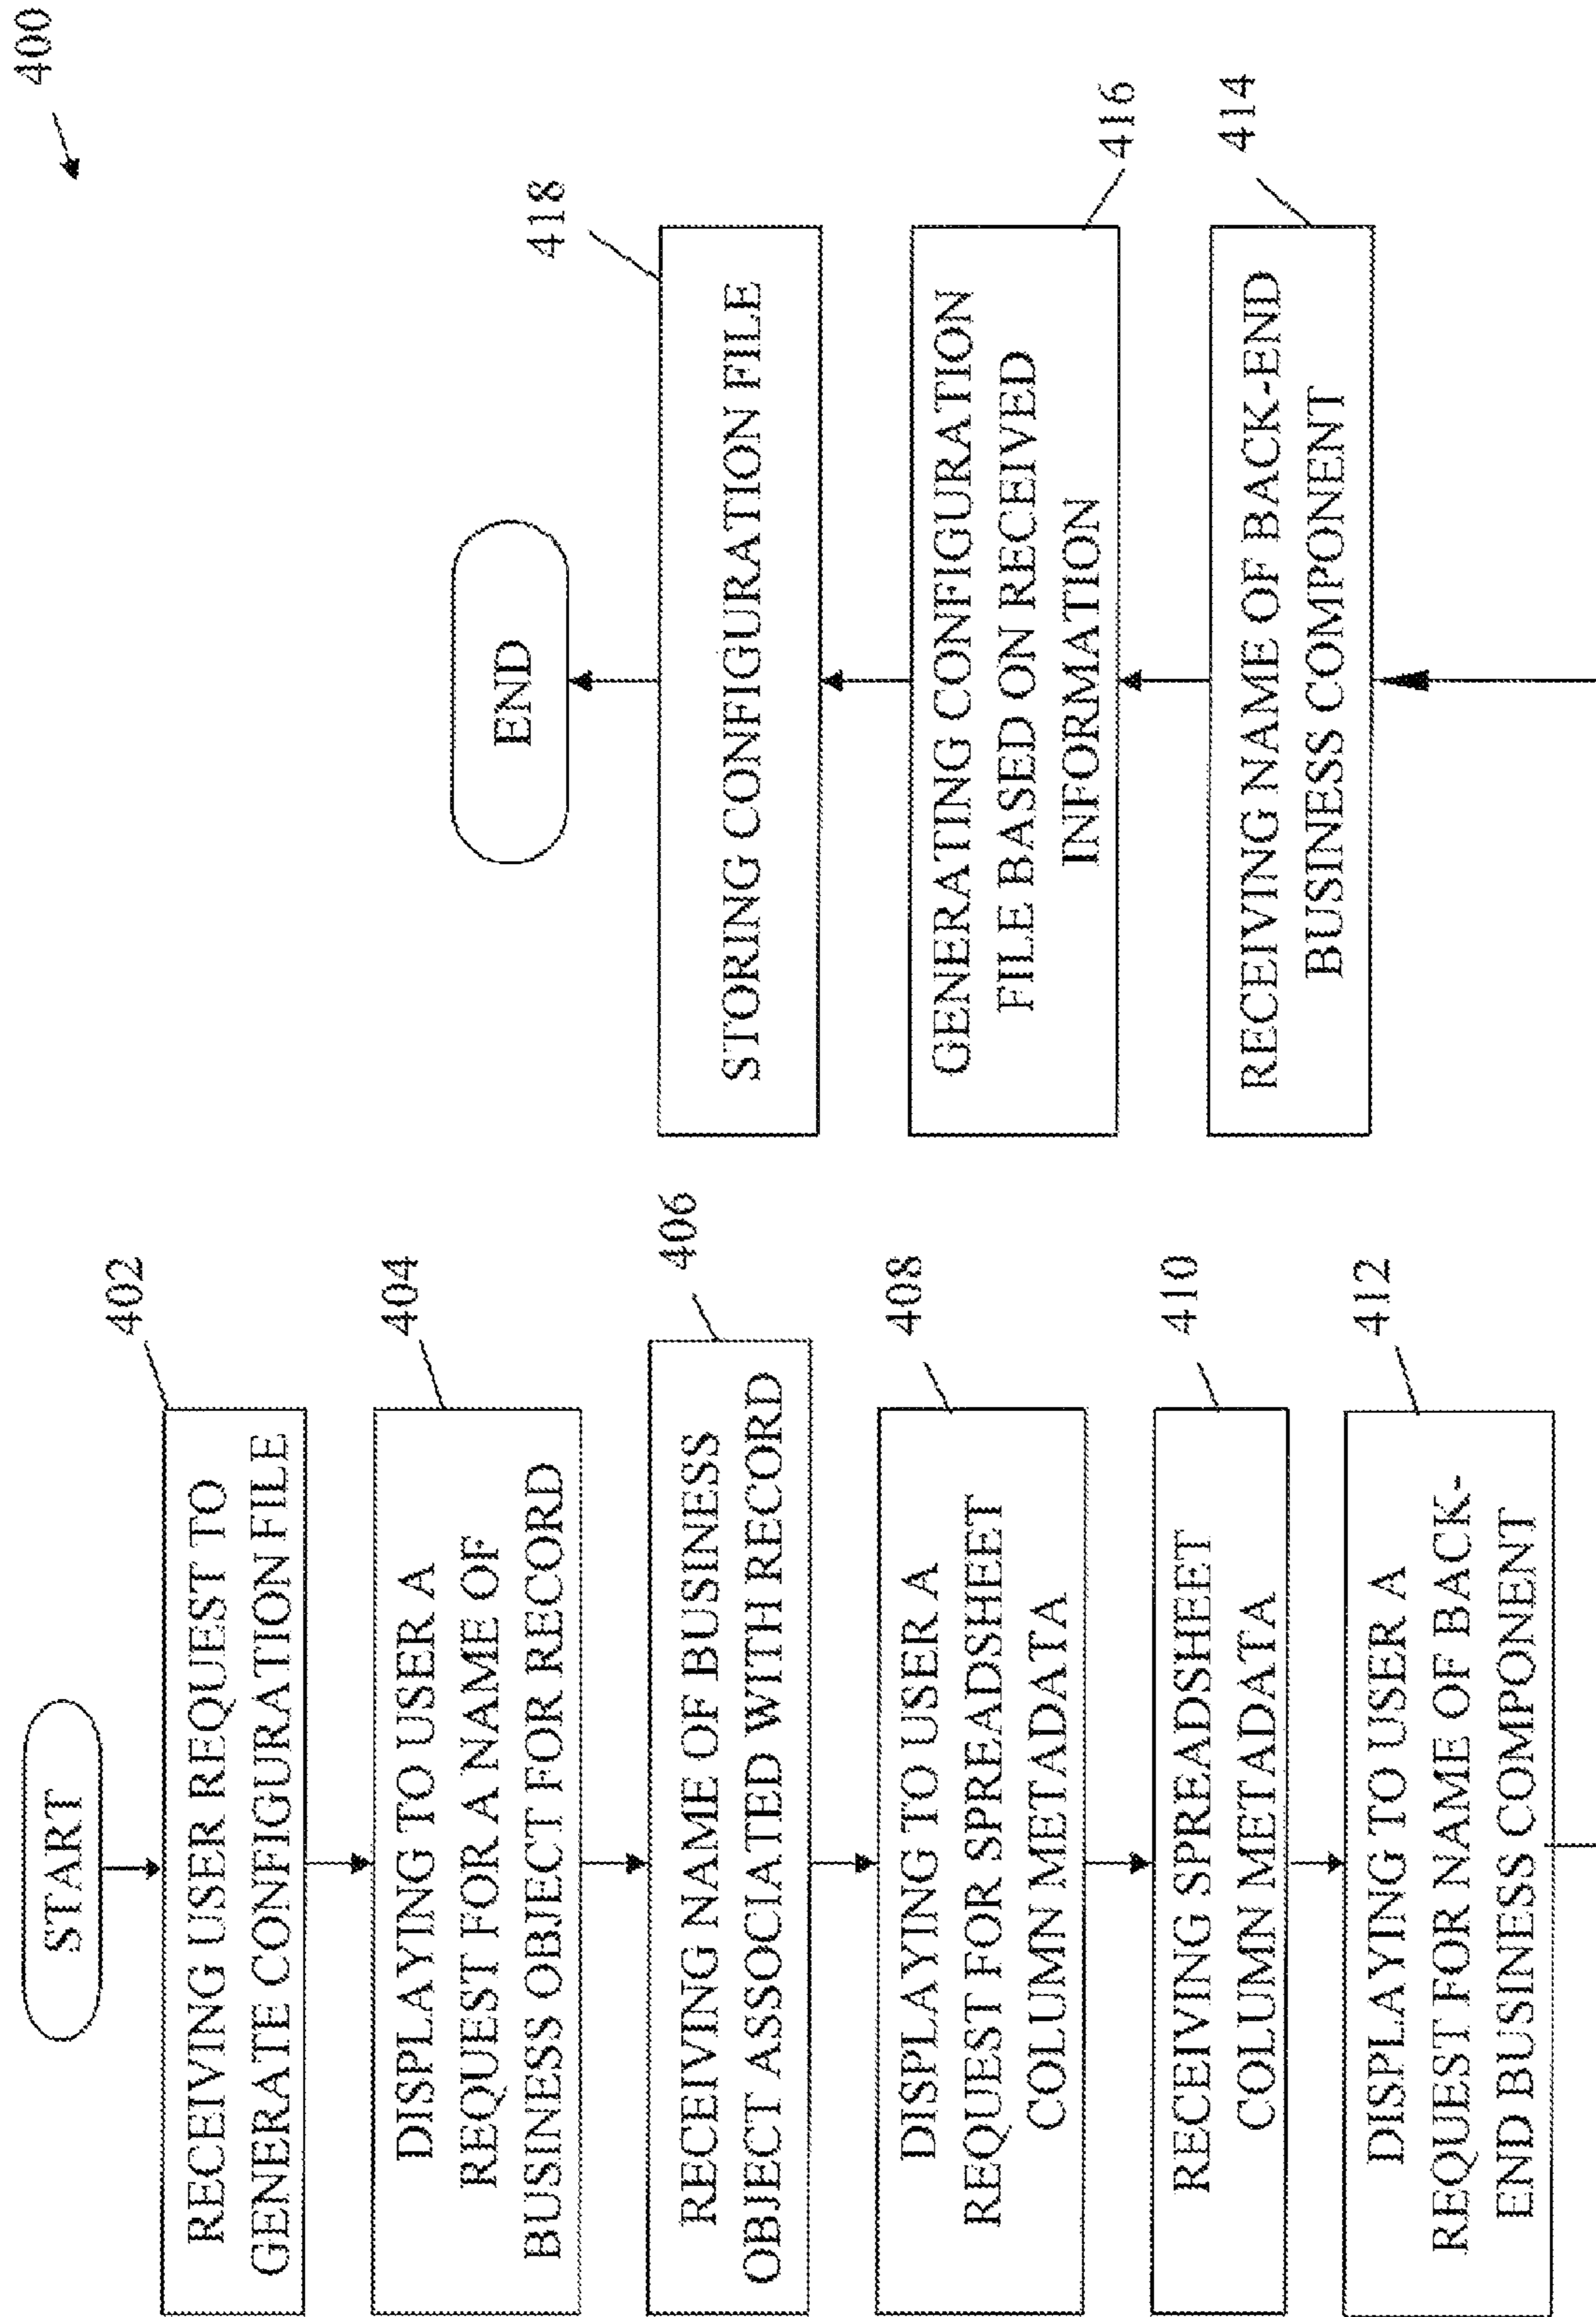 400
START
402
RECEIVING USER REQUEST TO
GENERATE CONFIGURATION FILE
404
DISPLAYING TO USER A
REQUEST FOR A NAME OF
BUSINESS OBJECT FOR RECORD
406
RECEIVING NAME OF BUSINESS
OBJECT ASSOCIATED WITH RECORD
408
DISPLAYING TO USER A
REQUEST FOR SPREADSHEET
COLUMN METADATA
410
RECEIVING SPREADSHEET
COLUMN METADATA
412
DISPLAYING TO USER A
REQUEST FOR NAME OF BACK-
END BUSINESS COMPONENT
414
RECEIVING NAME OF BACK-END
BUSINESS COMPONENT
416
GENERATING CONFIGURATION
FILE BASED ON RECEIVED
INFORMATION
418
STORING CONFIGURATION FILE
END